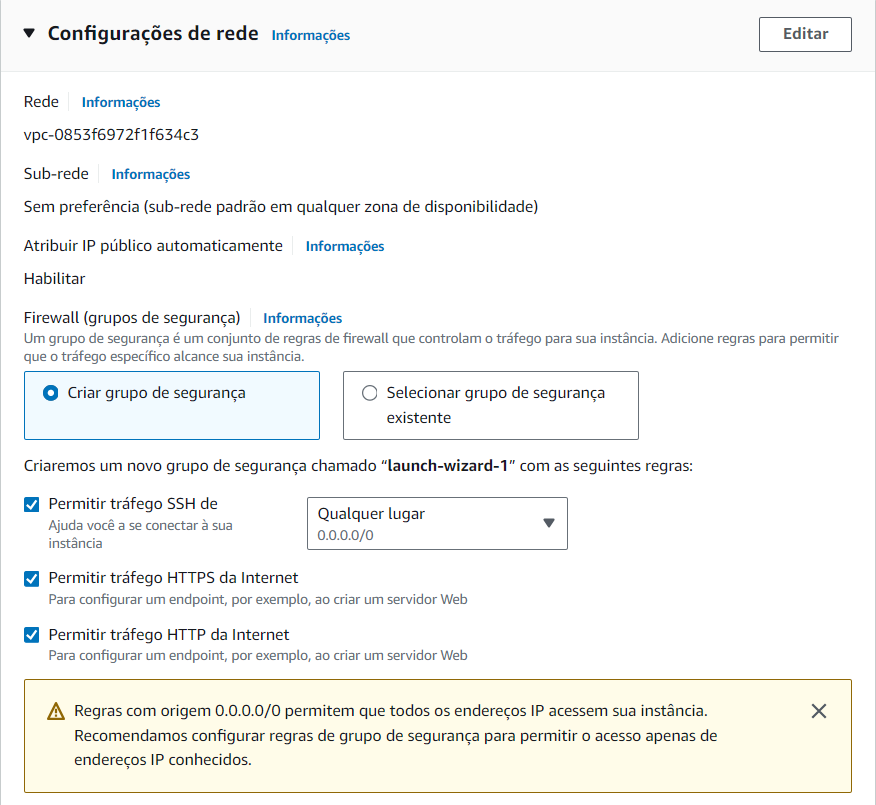 Configurações de rede Informações
Editar
Rede Informações
vpc-0853f6972f1f634c3
Sub-rede Informações
Sem preferência (sub-rede padrão em qualquer zona de disponibilidade)
Atribuir IP público automaticamente Informações
Habilitar
Firewall (grupos de segurança) Informações
Um grupo de segurança é um conjunto de regras de firewall que controlam o tráfego para sua instância. Adicione regras para permitir
que o tráfego específico alcance sua instância.
Criar grupo de segurança
Selecionar grupo de segurança
existente
Criaremos um novo grupo de segurança chamado “launch-wizard-1” com as seguintes regras:
Permitir tráfego SSH de
Ajuda você a se conectar à sua
instância
Qualquer lugar
0.0.0.0/0
Permitir tráfego HTTPS da Internet
Para configurar um endpoint, por exemplo, ao criar um servidor Web
Permitir tráfego HTTP da Internet
Para configurar um endpoint, por exemplo, ao criar um servidor Web
Regras com origem 0.0.0.0/0 permitem que todos os endereços IP acessem sua instância.
Recomendamos configurar regras de grupo de segurança para permitir o acesso apenas de
endereços IP conhecidos.